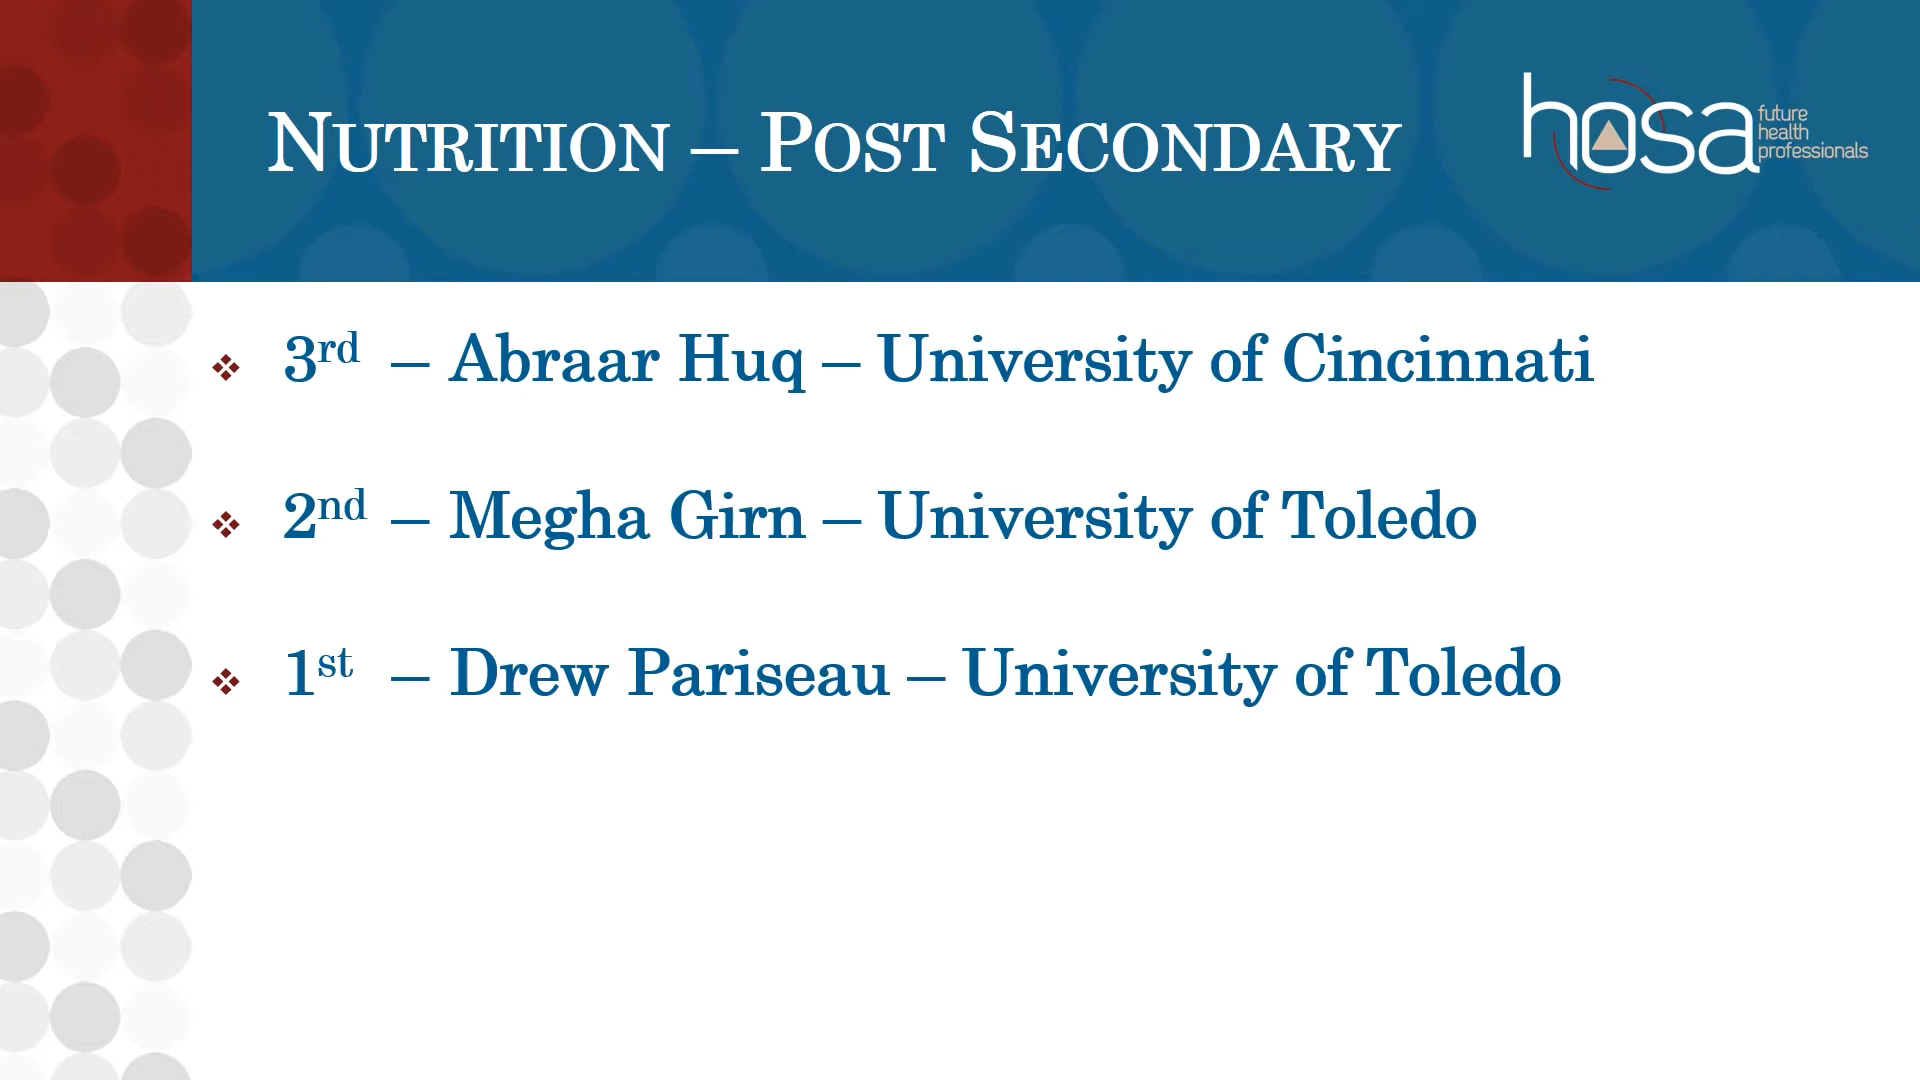 NUTRITION – POST SECONDARY
hosa
future
health
professionals
❖ 3rd – Abraar Huq – University of Cincinnati
❖ 2nd – Megha Girn – University of Toledo
❖ 1st – Drew Pariseau – University of Toledo